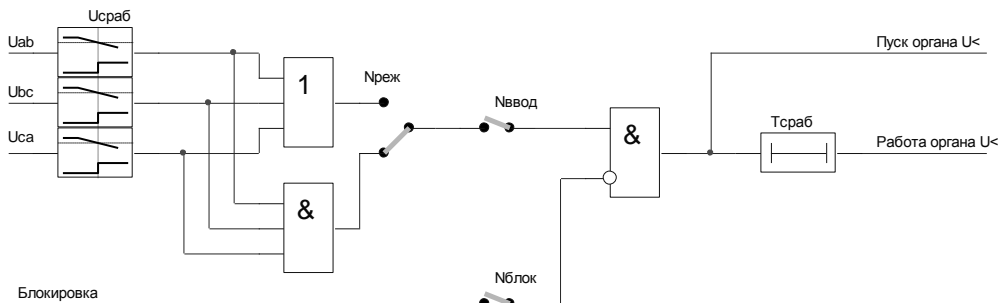 Uсраб
Uab
Ubc
Uca
1
&
Nреж
Nввод
&
Пуск органа U<
Tсраб
Работа органа U<
Nблок
Блокировка